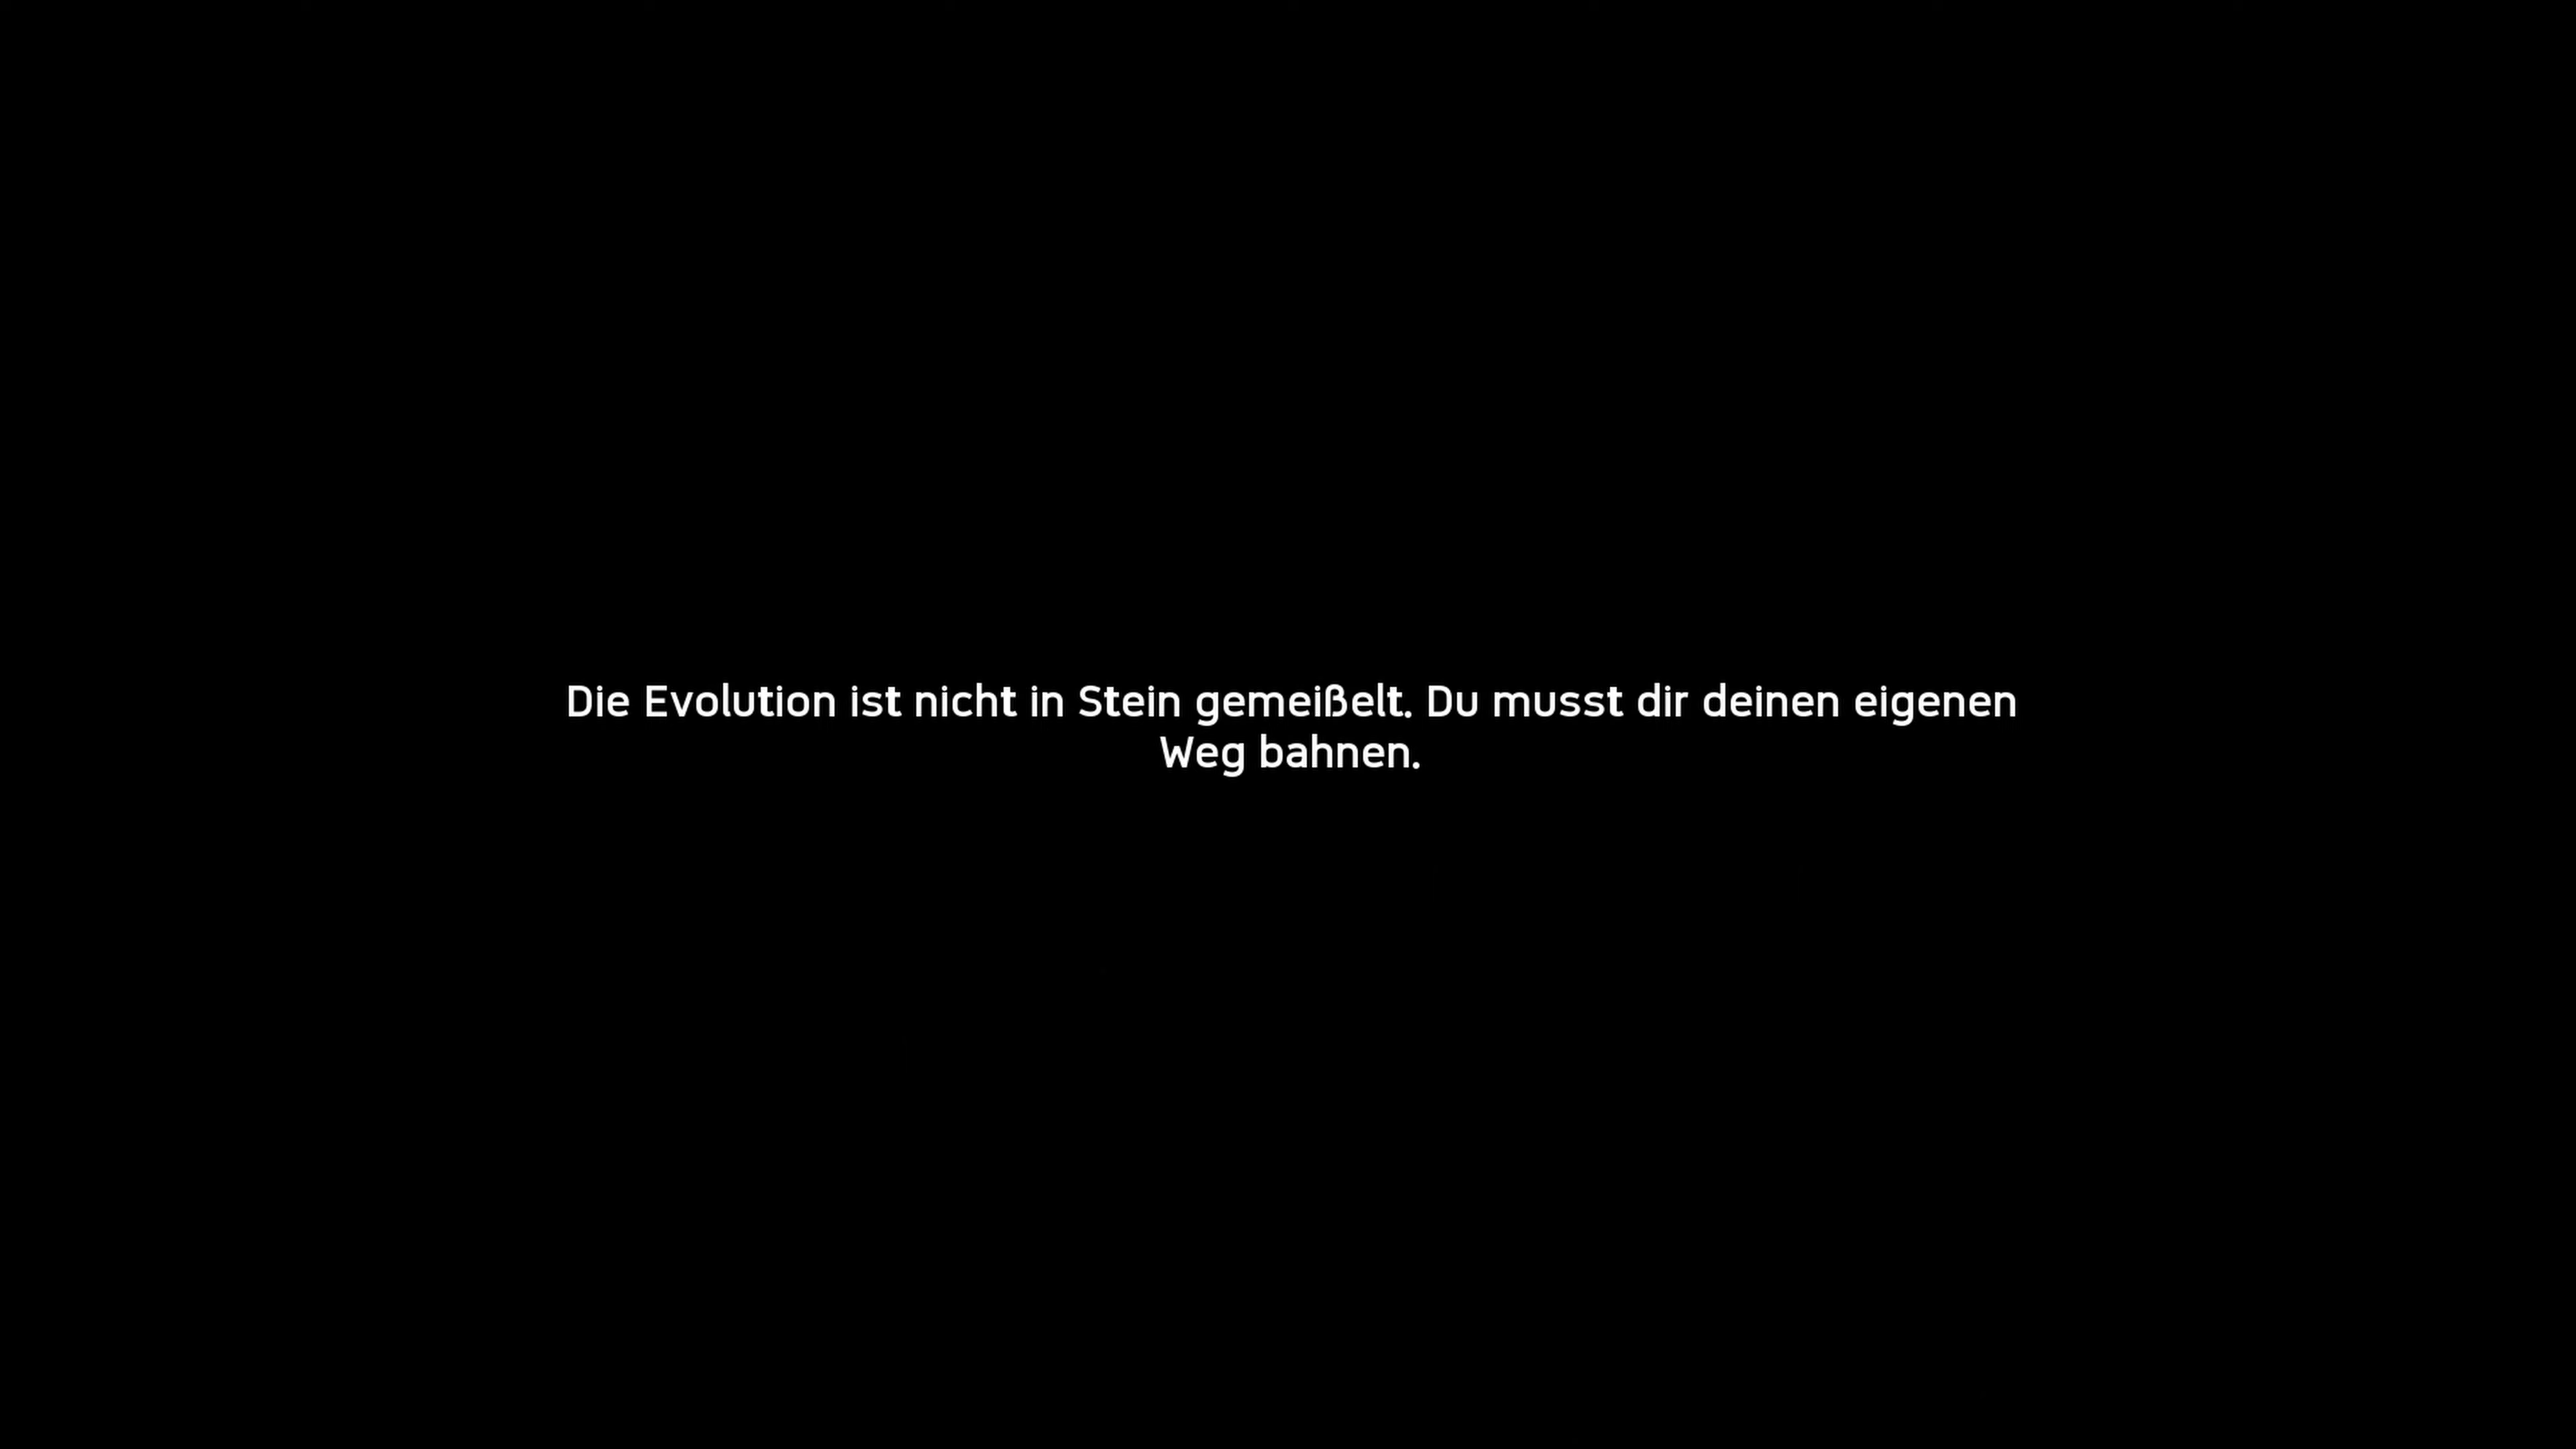 Die Evolution ist nicht in Stein gemeißelt. Du musst dir deinen eigenen
Weg bahnen.